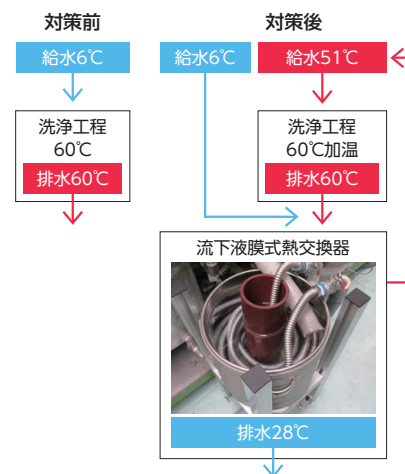 対策前
対策後
給水6℃
給水6℃
給水51℃
洗浄工程
60℃
排水60℃
洗浄工程
60℃加温
排水60℃
流下液膜式熱交換器
排水28℃